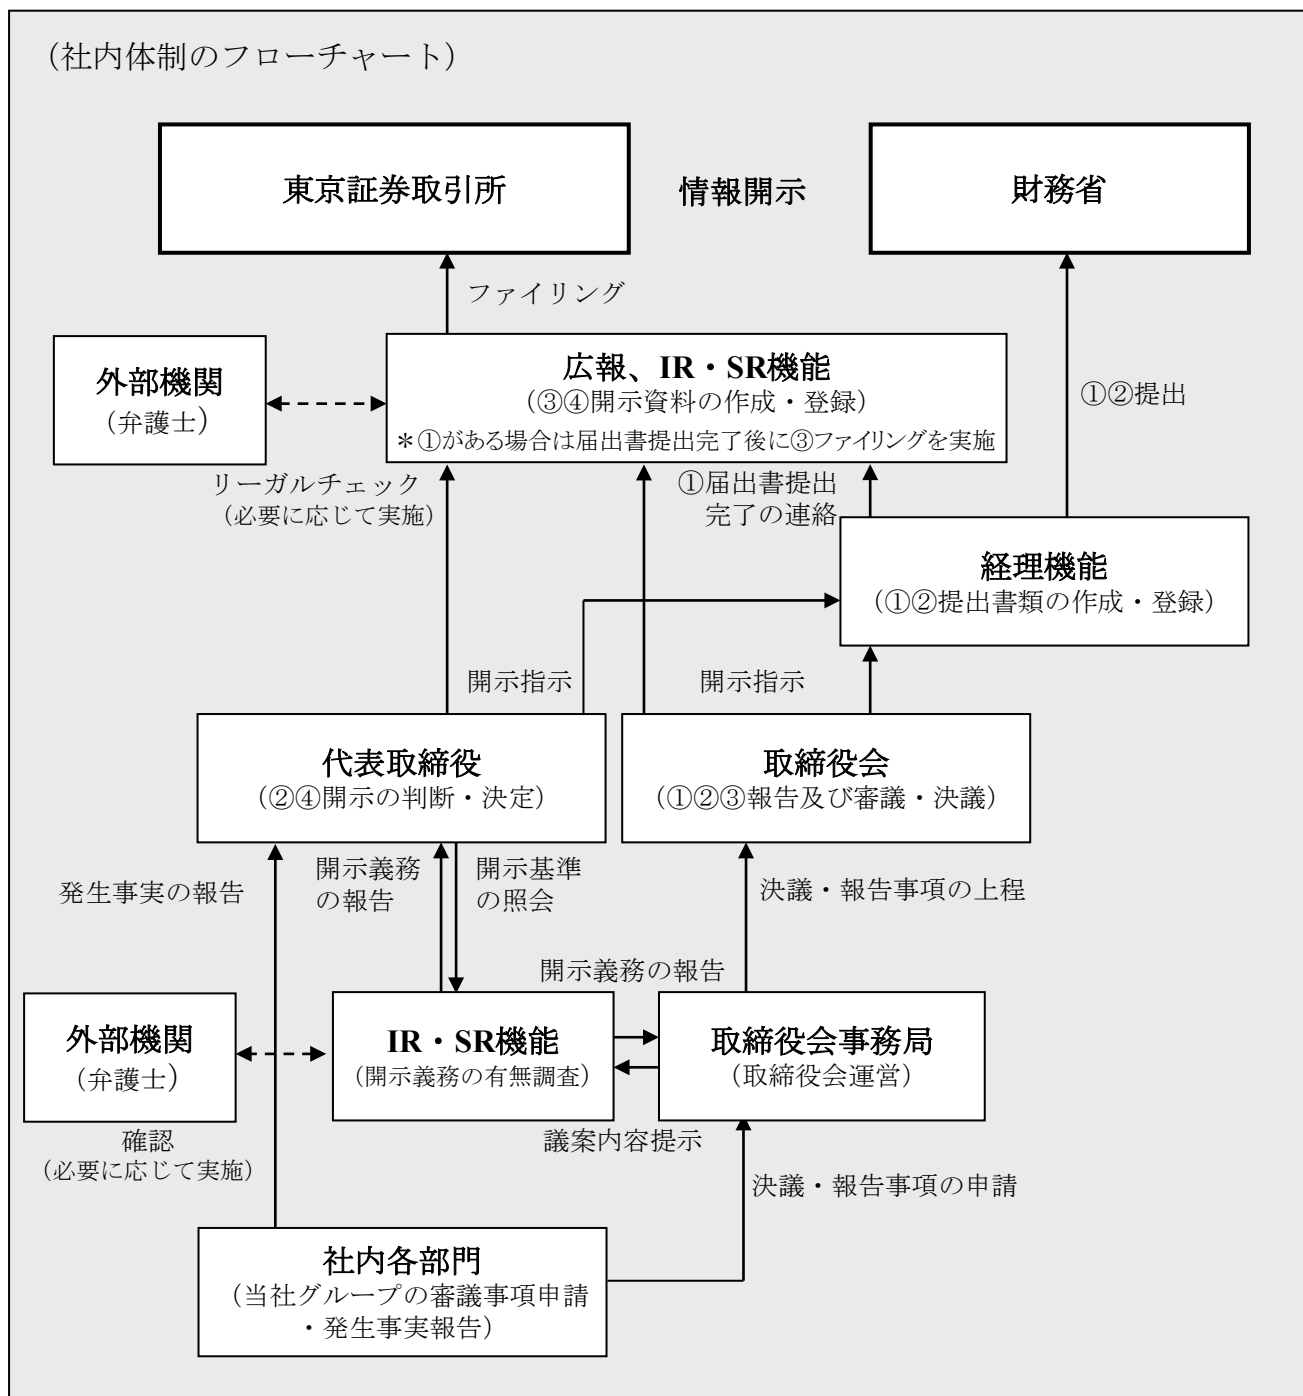 （社内体制のフローチャート）
東京証券取引所
情報開示
財務省
ファイリング
外部機関
（弁護士）
広報、IR・SR機能
（③④開示資料の作成・登録）
＊①がある場合は届出書提出完了後に③ファイリングを実施
①②提出
リーガルチェック
（必要に応じて実施）
①届出書提出
完了の連絡
経理機能
（①②提出書類の作成・登録）
開示指示
開示指示
代表取締役
（②④開示の判断・決定）
取締役会
（①②③報告及び審議・決議）
発生事実の報告
開示義務
の報告
開示基準
の照会
決議・報告事項の上程
開示義務の報告
外部機関
（弁護士）
IR・SR機能
（開示義務の有無調査）
取締役会事務局
（取締役会運営）
確認
（必要に応じて実施）
議案内容提示
決議・報告事項の申請
社内各部門
（当社グループの審議事項申請
・発生事実報告）